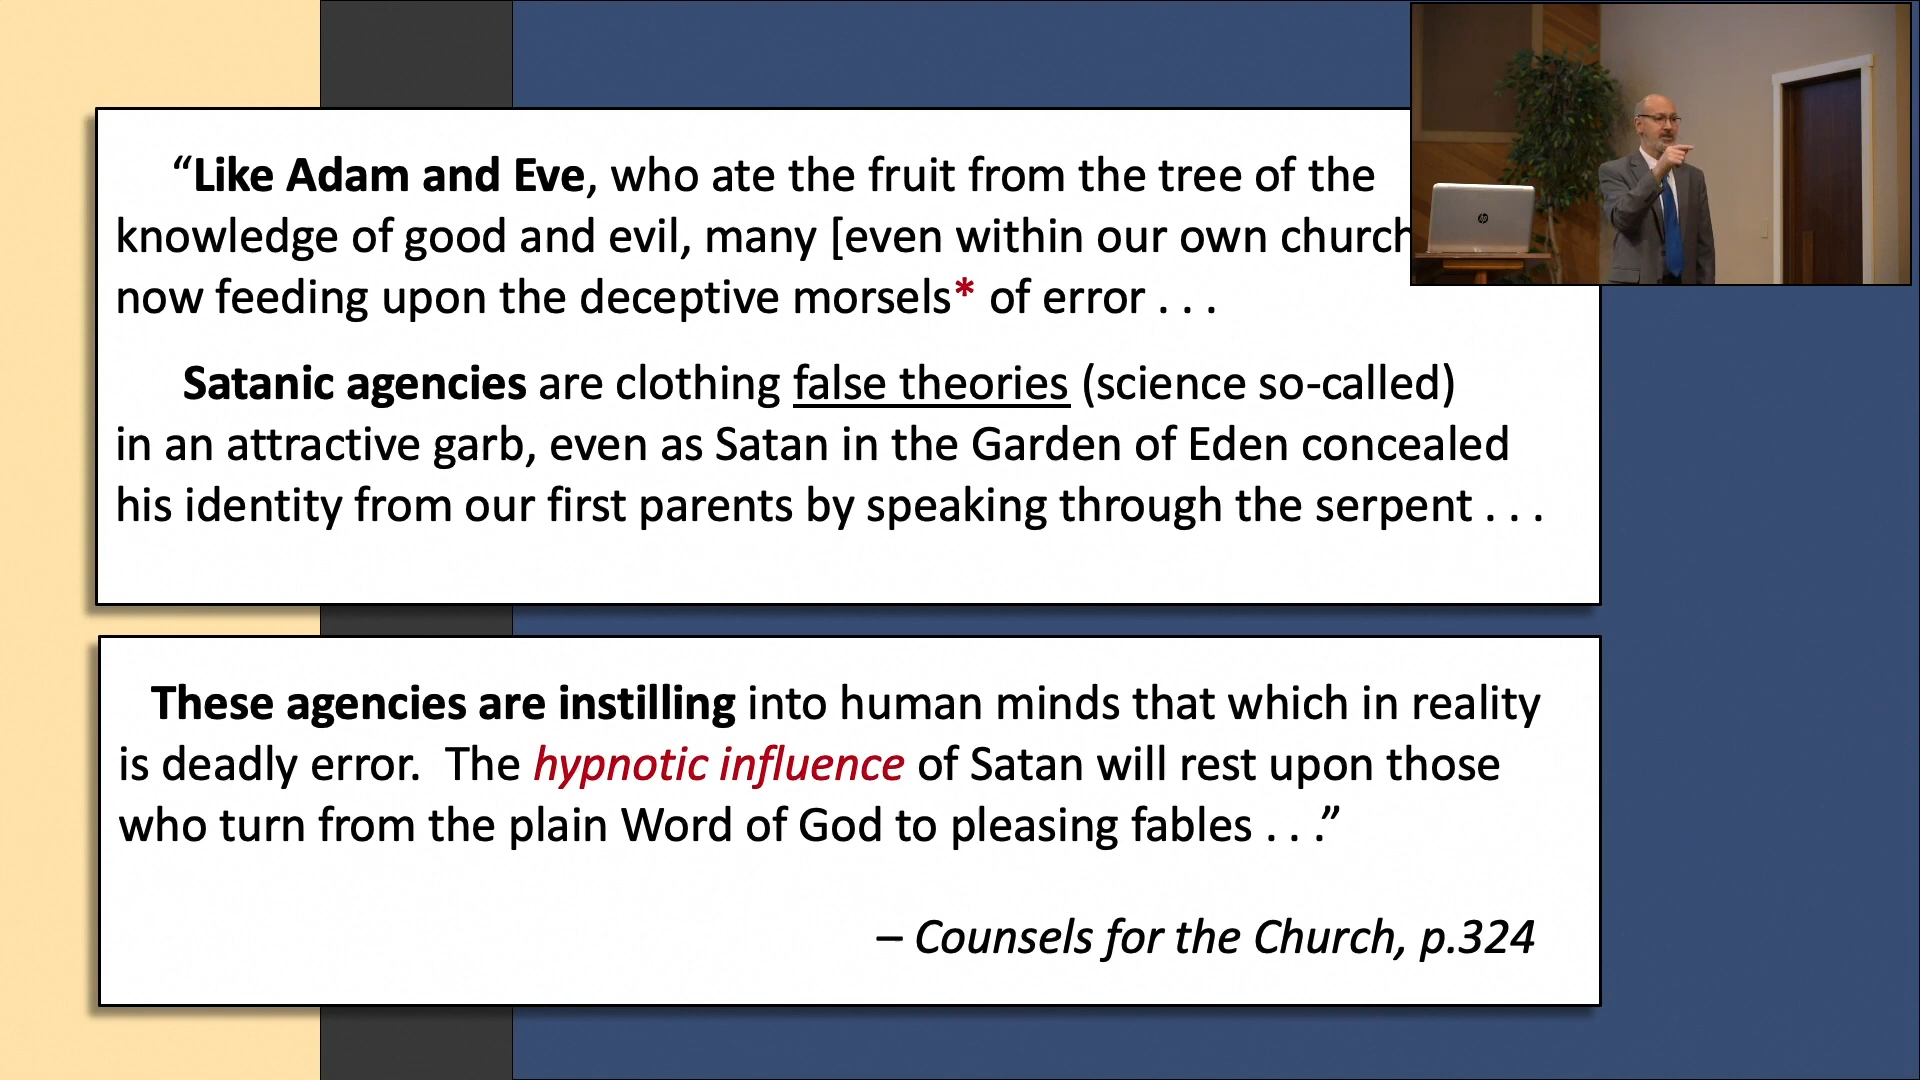 “Like Adam and Eve, who ate the fruit from the tree of the
knowledge of good and evil, many [even within our own church
now feeding upon the deceptive morsels* of error . . .
Satanic agencies are clothing false theories (science so-called)
in an attractive garb, even as Satan in the Garden of Eden concealed
his identity from our first parents by speaking through the serpent . . .
These agencies are instilling into human minds that which in reality
is deadly error.  The hypnotic influence of Satan will rest upon those
who turn from the plain Word of God to pleasing fables . . .”
– Counsels for the Church, p.324
hp